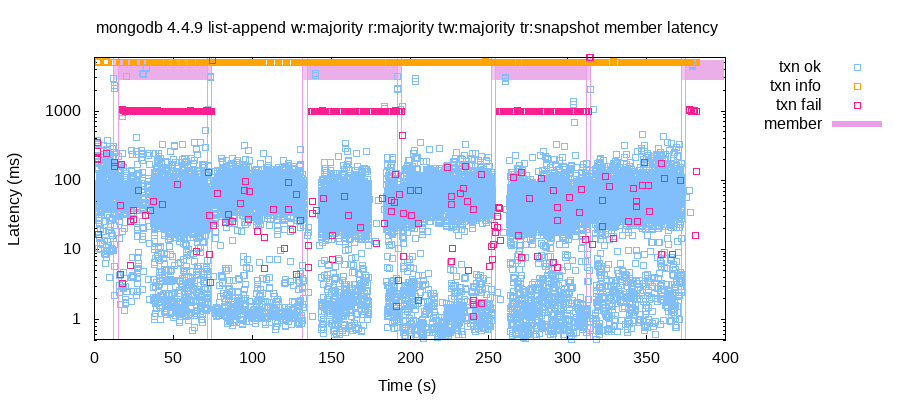 mongodb 4.4.9 list-append w:majority r:majority tw:majority tr:snapshot member latency
txn ok
txn info
txn fail
member
Latency (ms)
1000
100
10
1
0 50 100 150 200 250 300 350 400
Time (s)